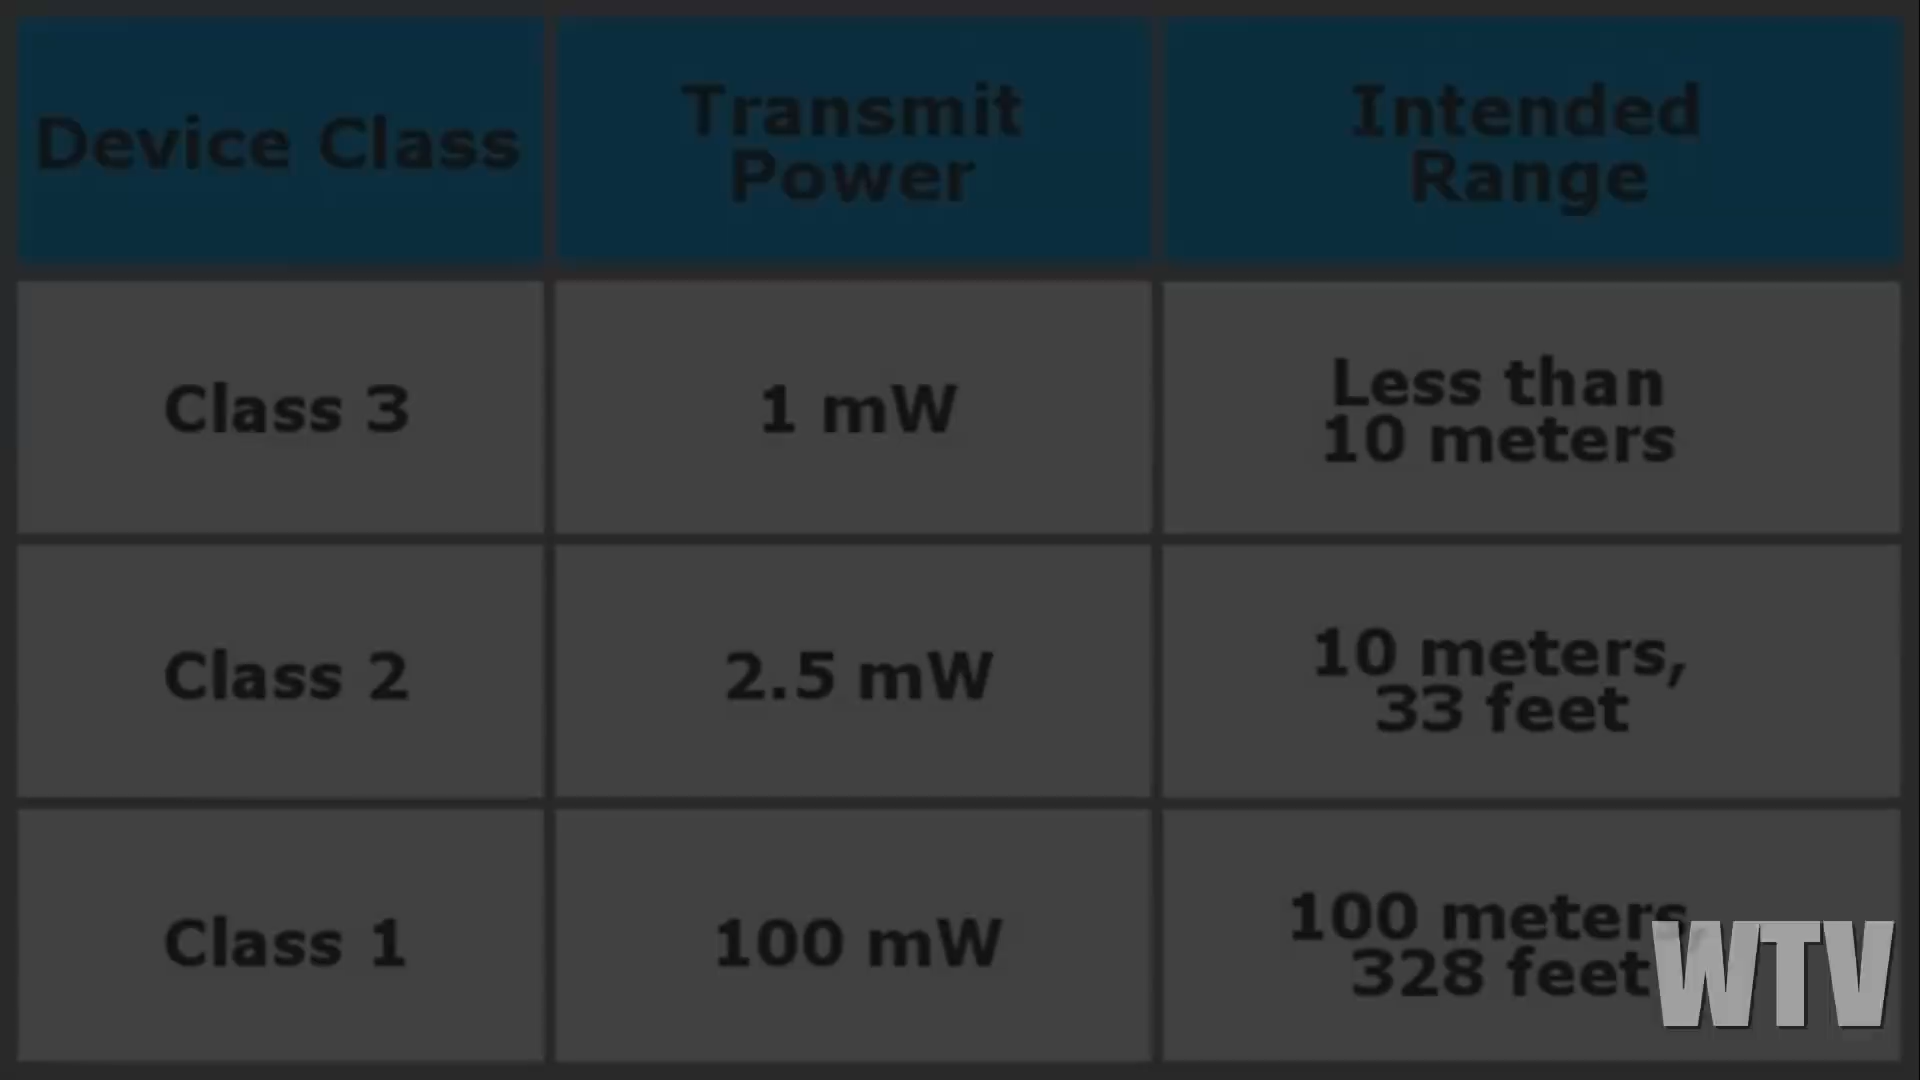 Device Class
Transmit
Power
Intended
Range
Class 3
1 mW
Less than
10 meters
Class 2
2.5 mW
10 meters,
33 feet
Class 1
100 mW
100 meters
328 feet
WTV